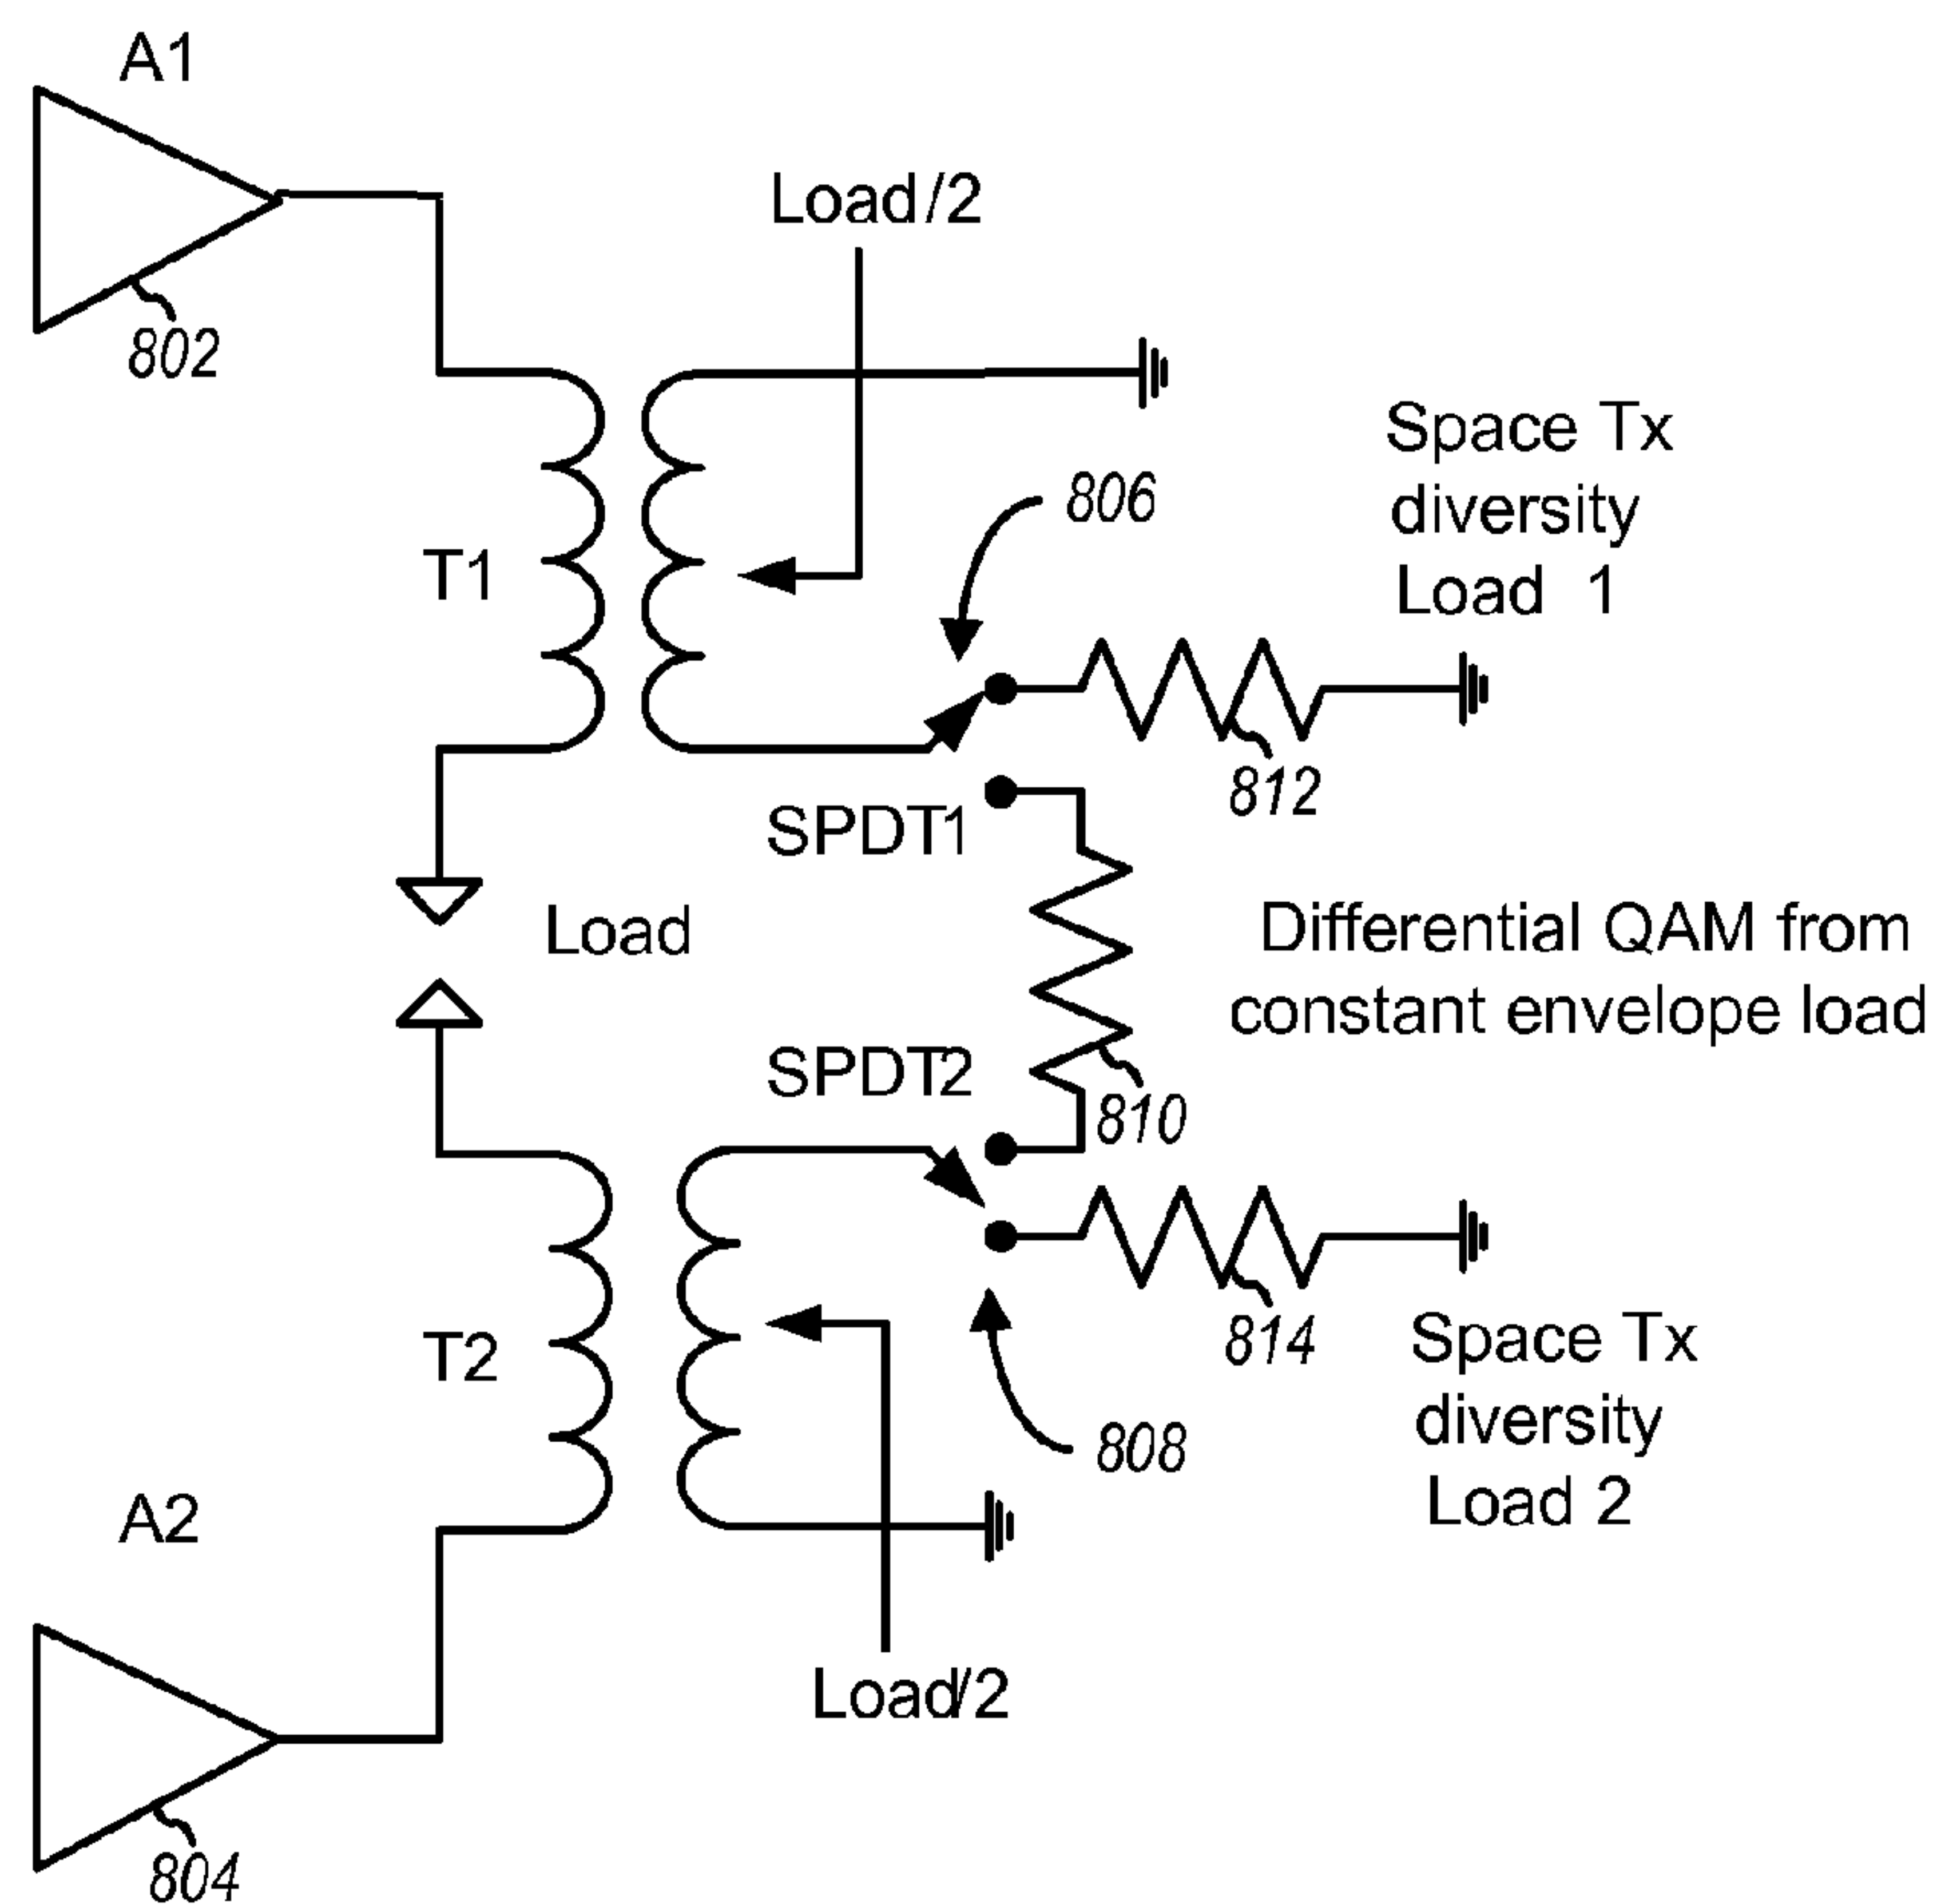 A1
802
Load/2
806
Space Tx
diversity
Load 1
T1
812
SPDT1
Load
Differential QAM from
constant envelope load
SPDT2
810
814
T2
Space Tx
diversity
Load 2
808
A2
Load/2
804